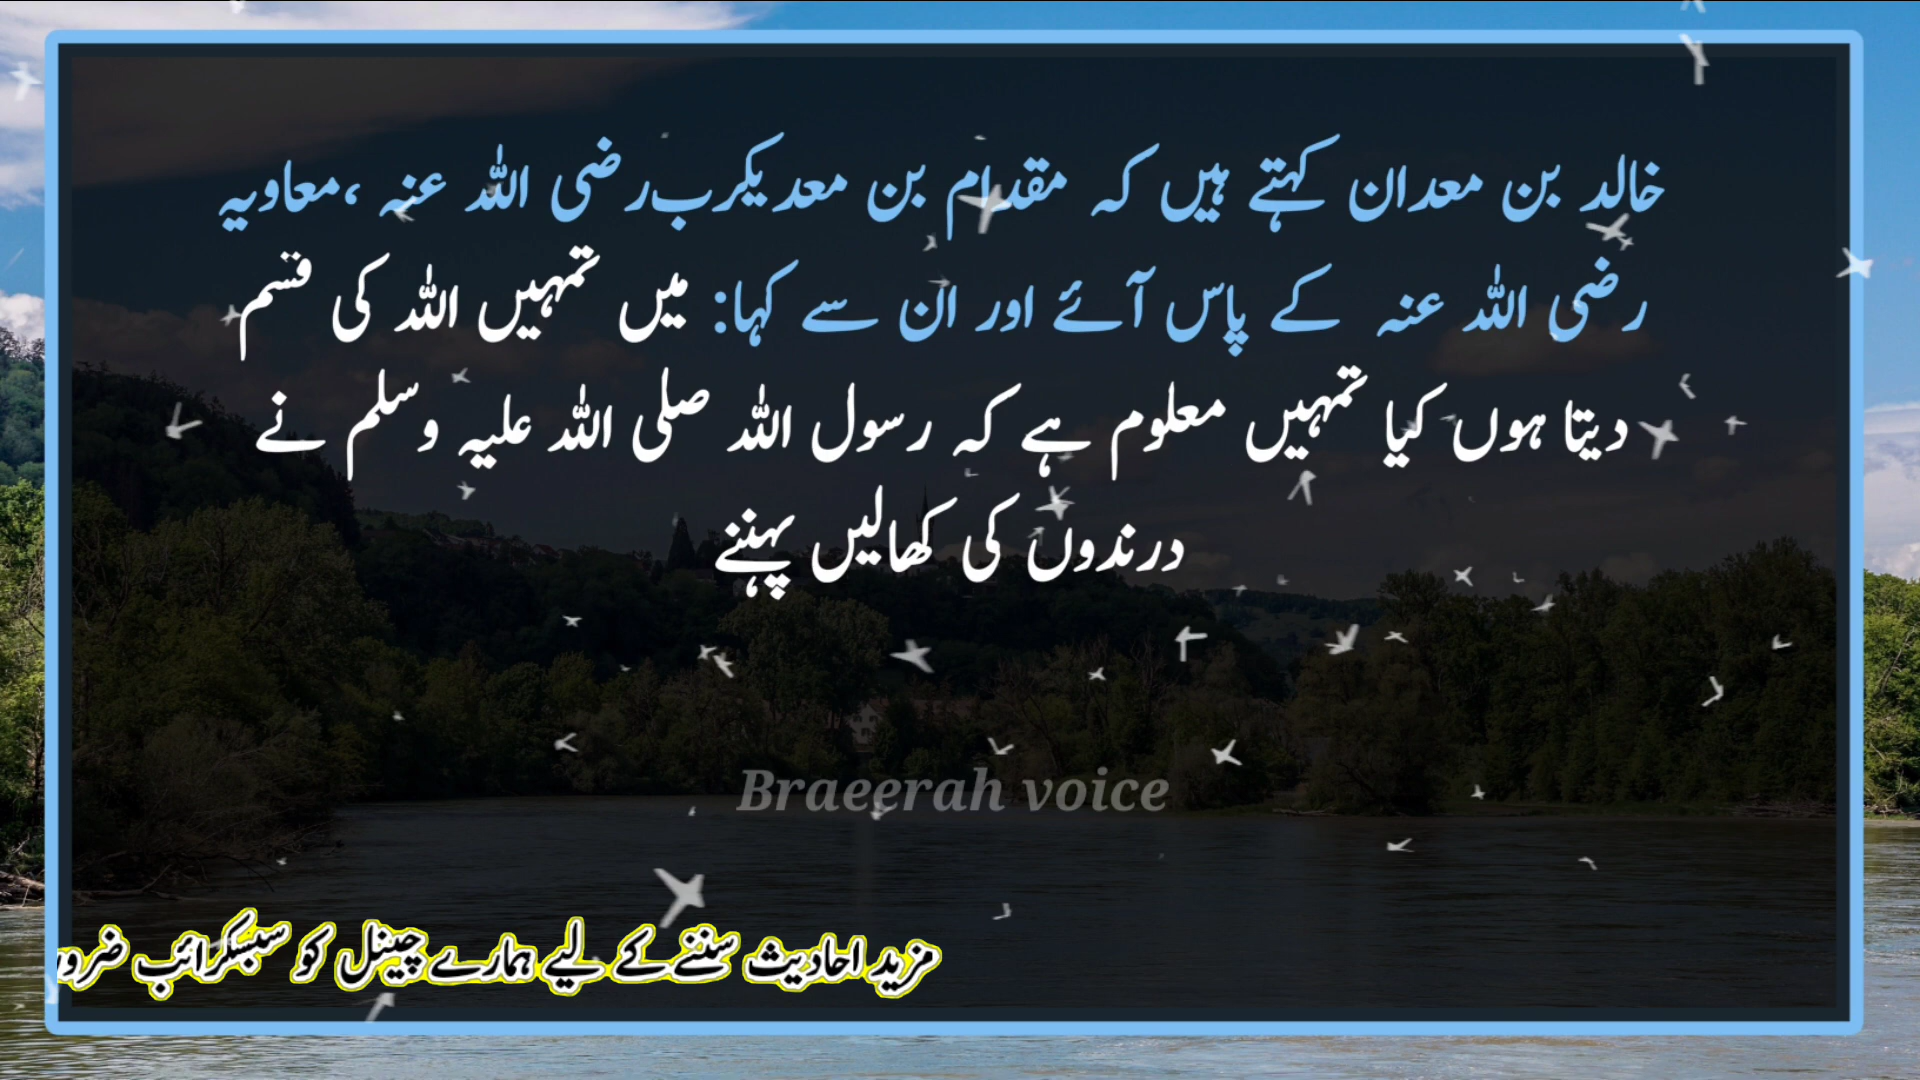 خالد بن معدان کہتے ہیں کہ مقدام بن معدیکرب رضی اللہ عنہ ،معاویہ
رضی اللہ عنہ کے پاس آئے اور ان سے کہا: میں تمہیں اللہ کی قسم
دیتا ہوں کیا تمہیں معلوم ہے کہ رسول اللہ صلی اللہ علیہ وسلم نے
درندوں کی کھالیں پہننے
Braeerah voice
مزید احادیث سننے کے لیے ہمارے چینل کو سبسکرائب ضرور